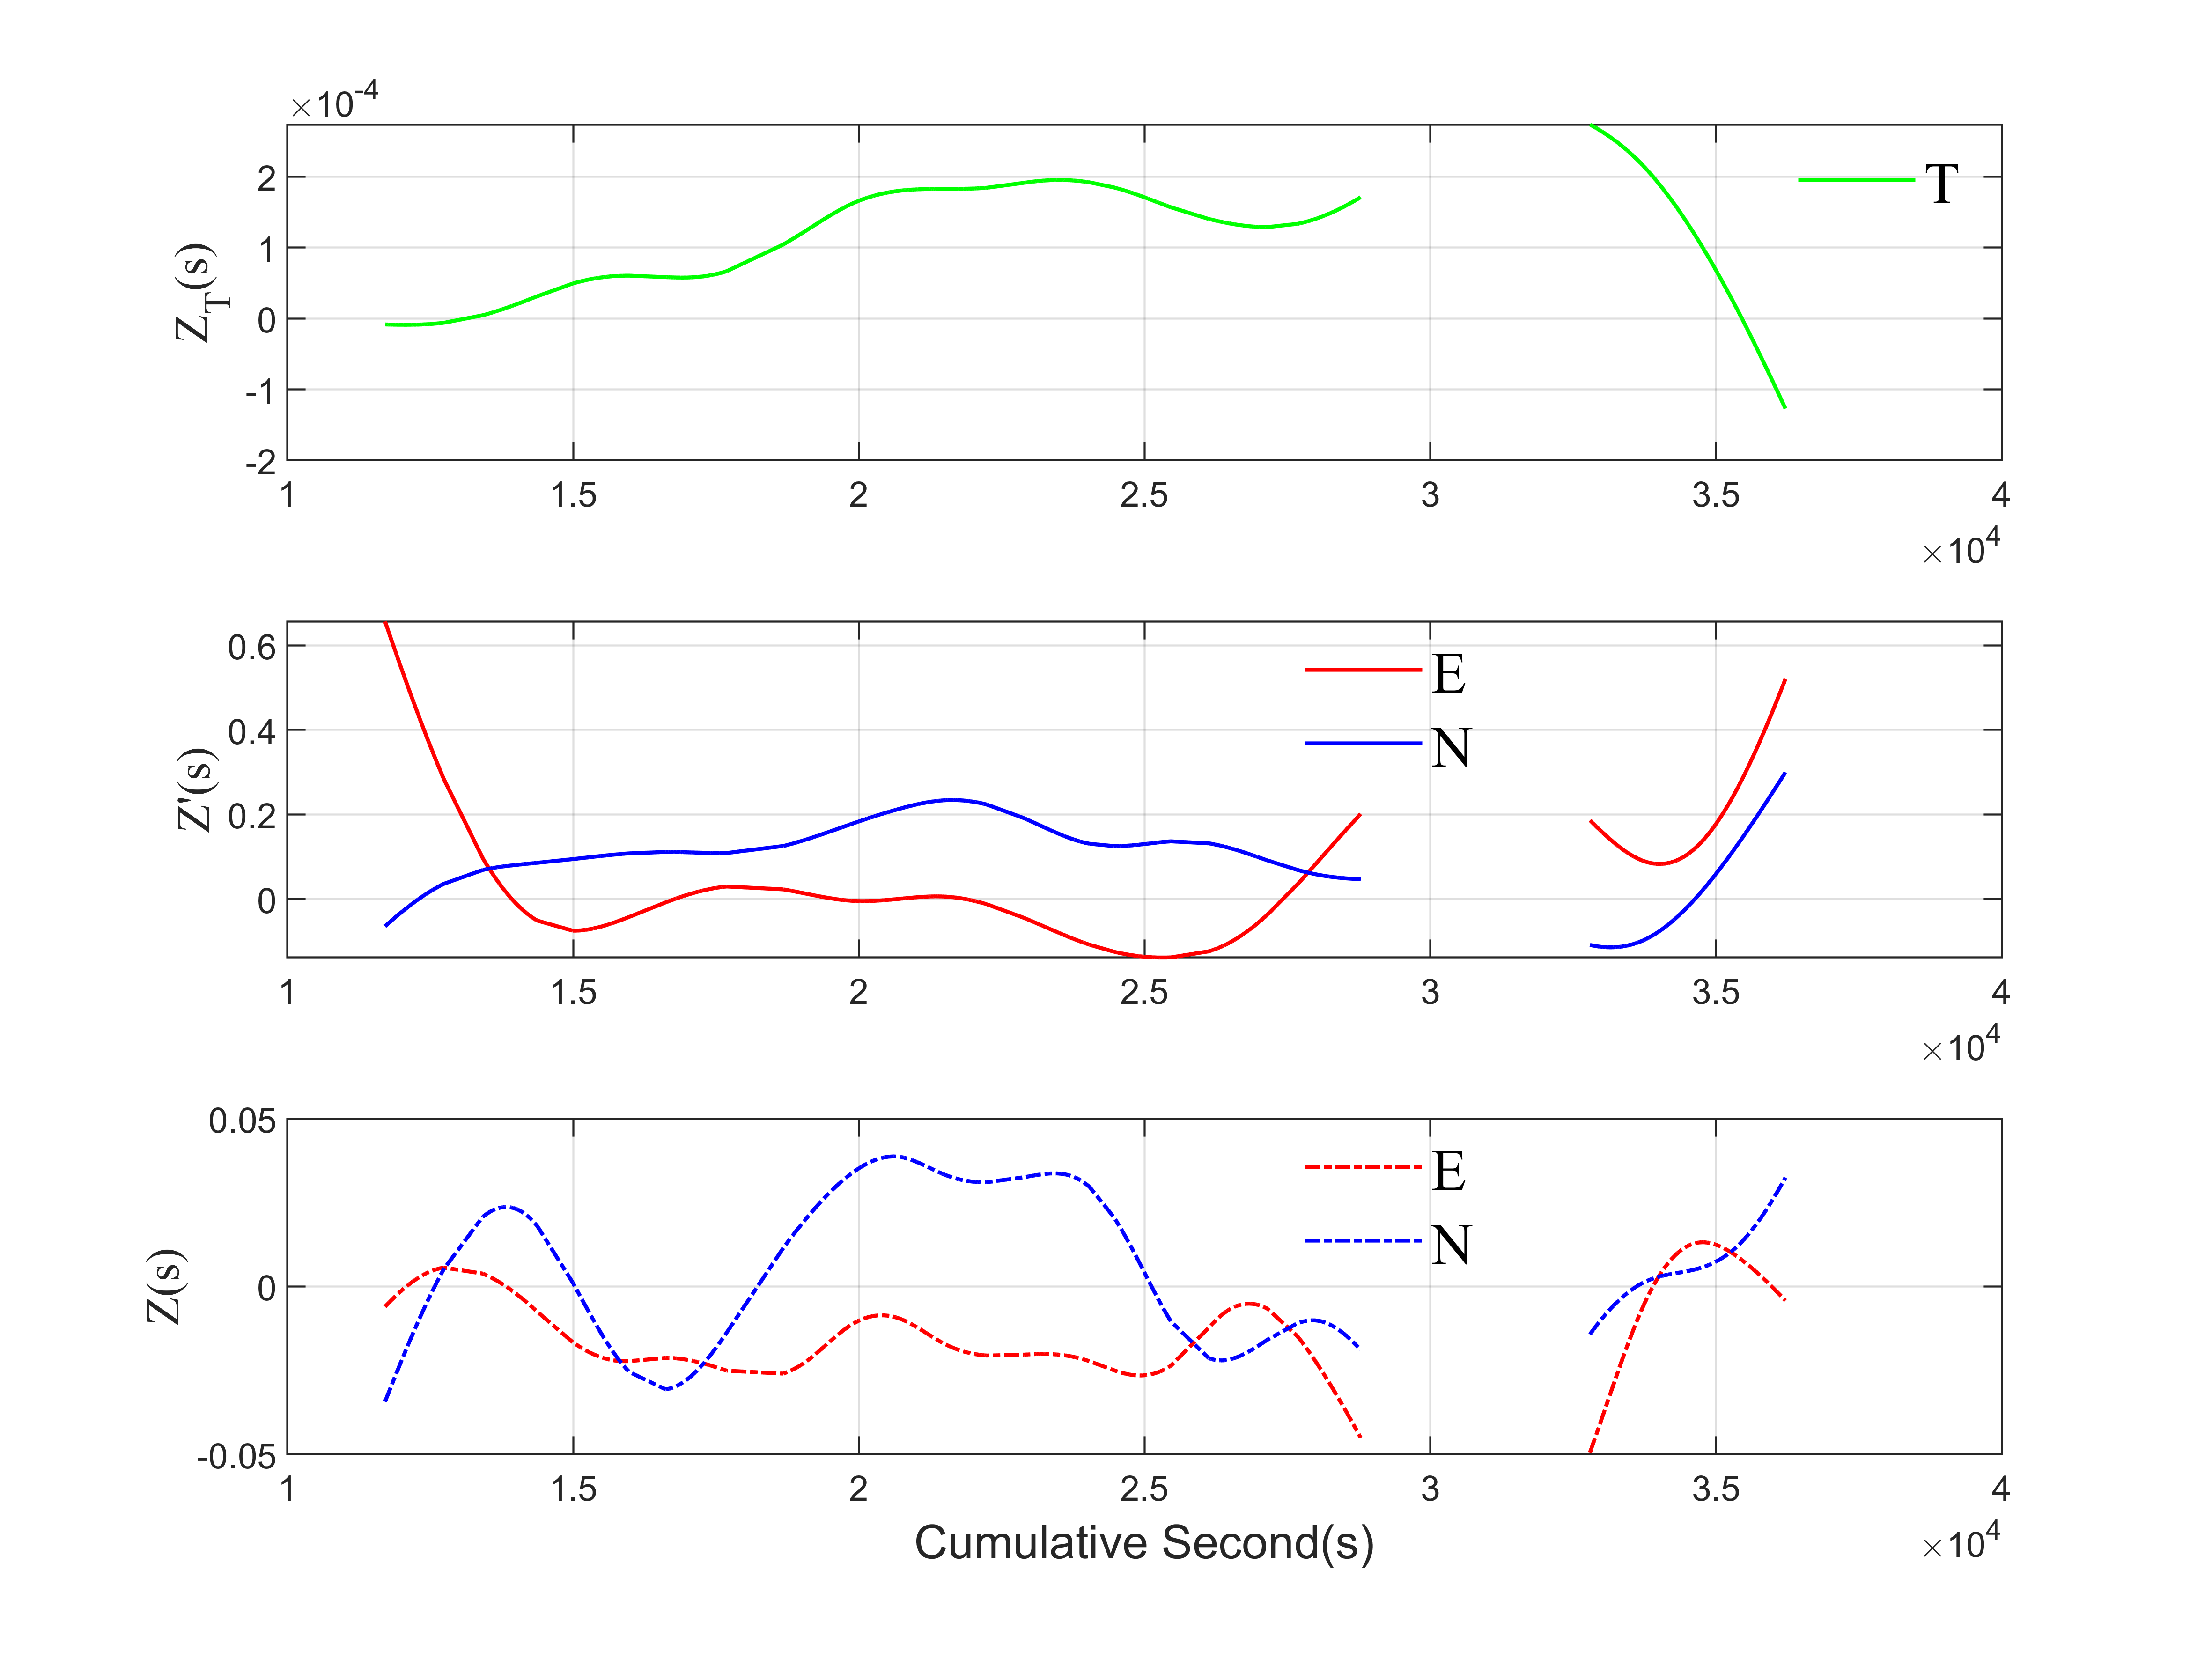 ×10-4
2
1
0
-1
-2
Z_T(s)
T
1 1.5 2 2.5 3 3.5 4
×10^4
0.6
0.4
0.2
0
Z'(s)
E
N
1 1.5 2 2.5 3 3.5 4
×10^4
0.05
0
-0.05
Z(s)
E
N
1 1.5 2 2.5 3 3.5 4
Cumulative Second(s)
×10^4